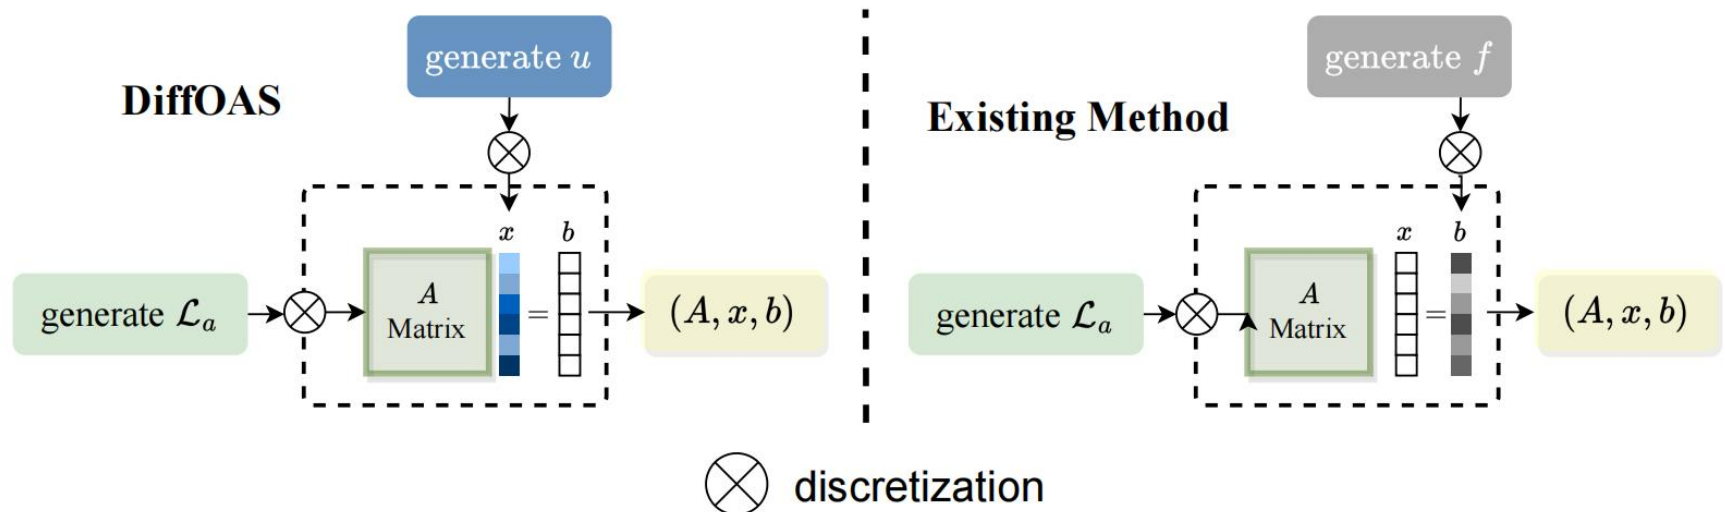 generate u
DiffOAS
x
b
generate ℒₐ
A
Matrix
=
(A, x, b)
generate f
Existing Method
x
b
generate ℒₐ
A
Matrix
=
(A, x, b)
discretization